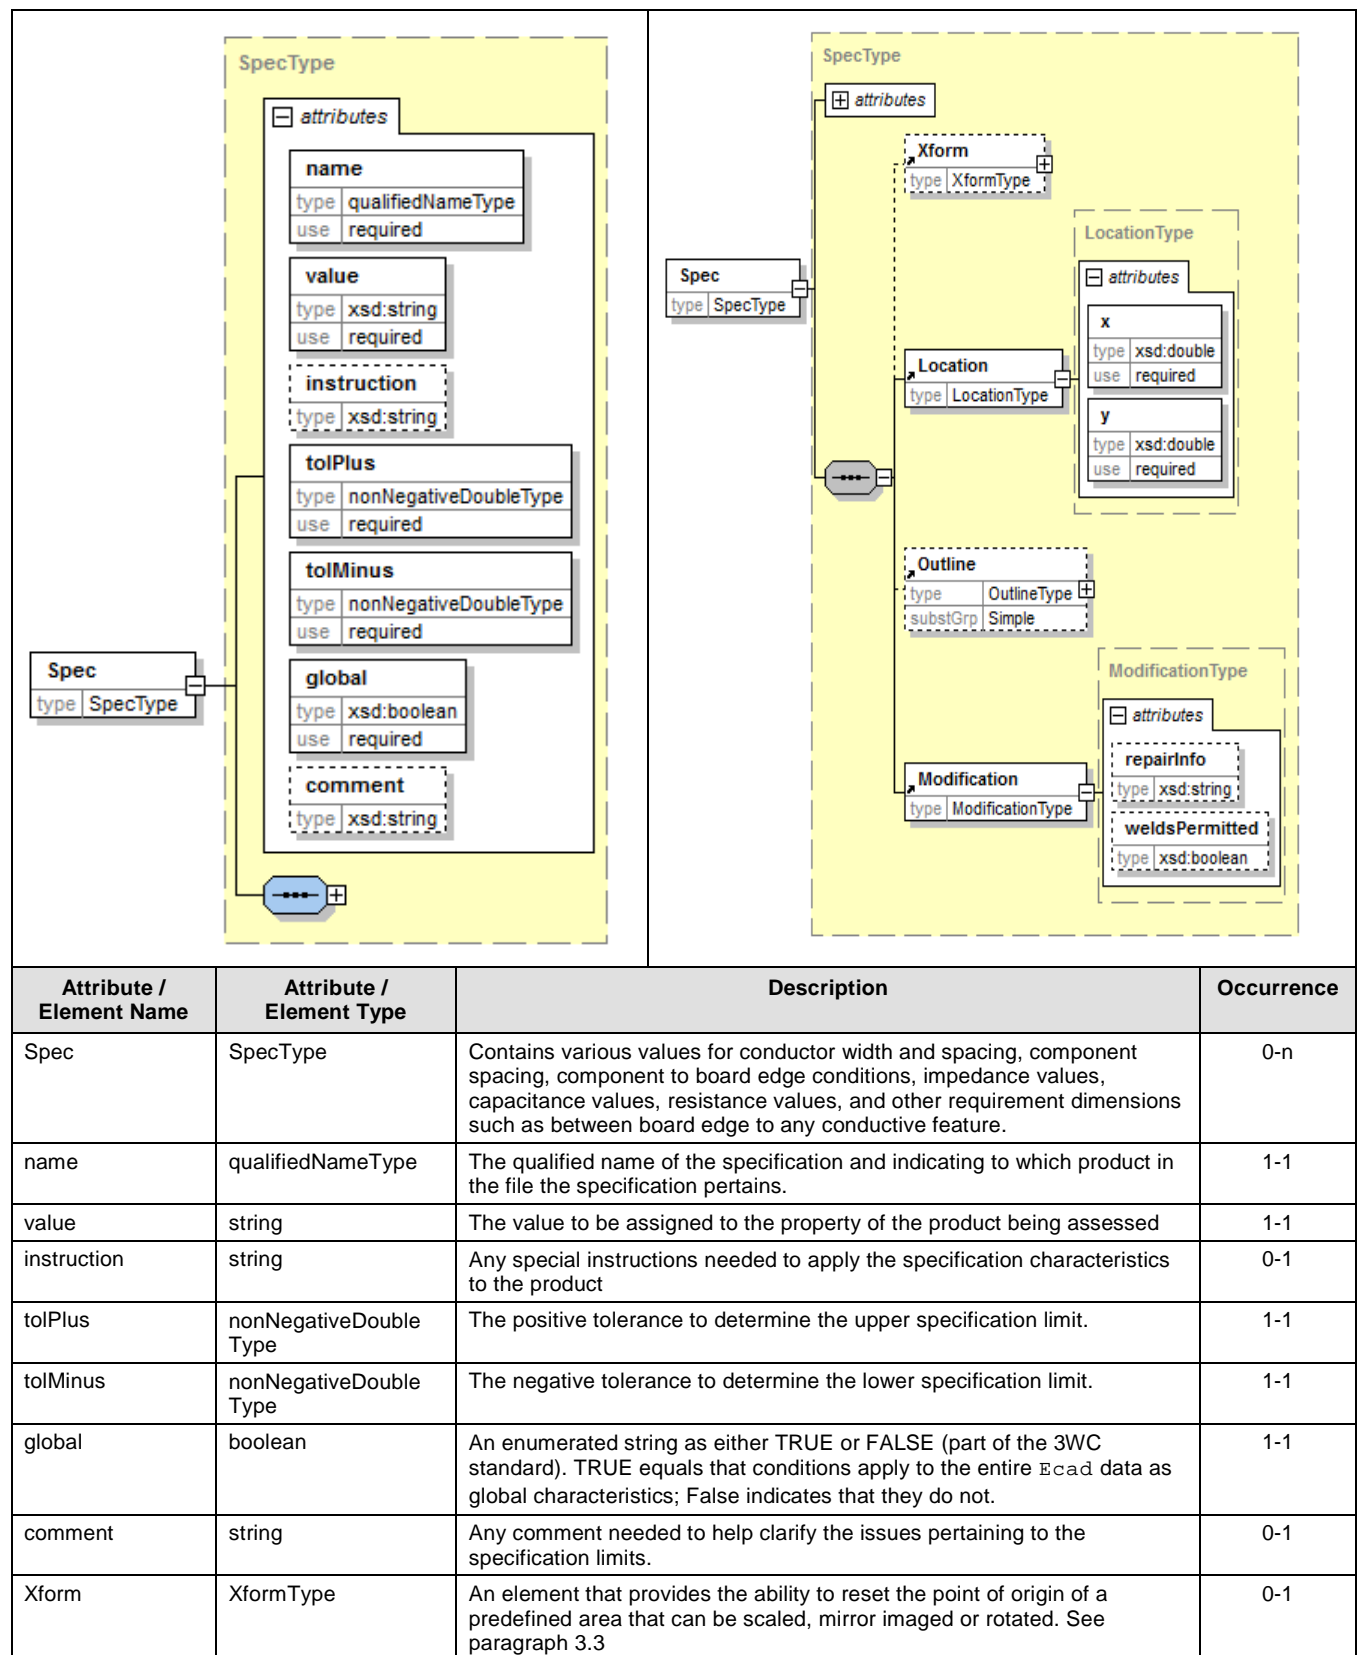 SpecType
attributes
name
type qualifiedNameType
use required
value
type xsd:string
use required
instruction
type xsd:string
tolPlus
type nonNegativeDoubleType
use required
tolMinus
type nonNegativeDoubleType
use required
Spec
type SpecType
global
type xsd:boolean
use required
comment
type xsd:string
SpecType
attributes
Xform
type XformType
LocationType
attributes
Spec
type SpecType
x
type xsd:double
use required
Location
type LocationType
y
type xsd:double
use required
Outline
type OutlineType
substGrp Simple
ModificationType
attributes
repairInfo
type xsd:string
Modification
type ModificationType
weldsPermitted
type xsd:boolean
Attribute / Attribute / Description Occurrence
Element Name Element Type
Spec SpecType Contains various values for conductor width and spacing, component 0-n
spacing, component to board edge conditions, impedance values,
capacitance values, resistance values, and other requirement dimensions
such as between board edge to any conductive feature.
name qualifiedNameType The qualified name of the specification and indicating to which product in 1-1
the file the specification pertains.
value string The value to be assigned to the property of the product being assessed 1-1
instruction string Any special instructions needed to apply the specification characteristics 0-1
to the product
tolPlus nonNegativeDouble The positive tolerance to determine the upper specification limit. 1-1
Type
tolMinus nonNegativeDouble The negative tolerance to determine the lower specification limit. 1-1
Type
global boolean An enumerated string as either TRUE or FALSE (part of the 3WC 1-1
standard). TRUE equals that conditions apply to the entire Ecad data as
global characteristics; False indicates that they do not.
comment string Any comment needed to help clarify the issues pertaining to the 0-1
specification limits.
Xform XformType An element that provides the ability to reset the point of origin of a 0-1
predefined area that can be scaled, mirror imaged or rotated. See
paragraph 3.3